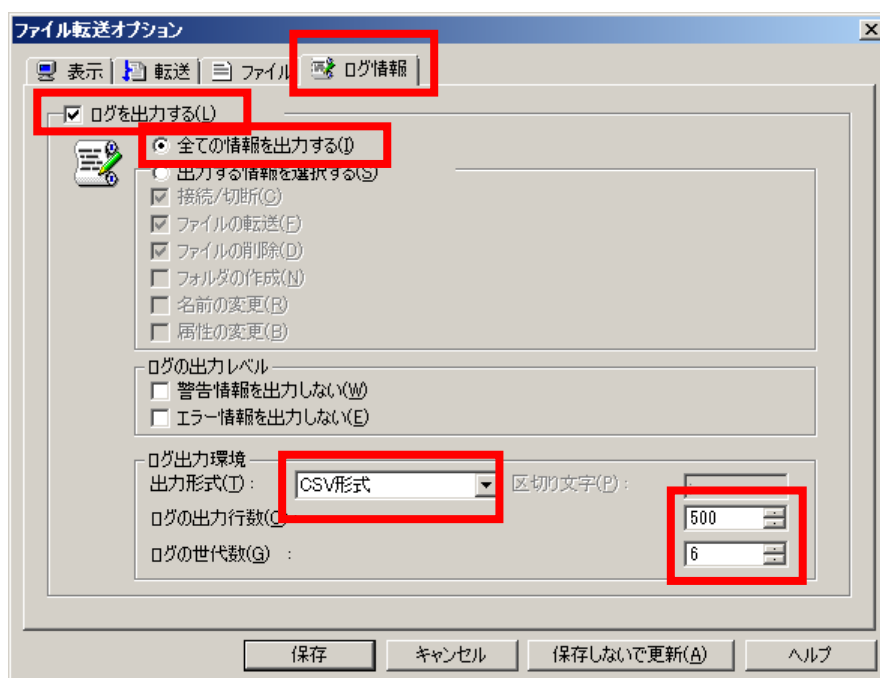 ファイル転送オプション
表示 転送 ファイル ログ情報
ログを出力する(L)
全ての情報を出力する(I)
出力する情報を選択する(S)
接続/切断(C)
ファイルの転送(F)
ファイルの削除(D)
フォルダの作成(N)
名前の変更(R)
属性の変更(B)
ログの出力レベル
警告情報を出力しない(W)
エラー情報を出力しない(E)
ログ出力環境
出力形式(T): CSV形式 区切り文字(P):
ログの出力行数( 500
ログの世代数(G) : 6
保存 キャンセル 保存しないで更新(A) ヘルプ